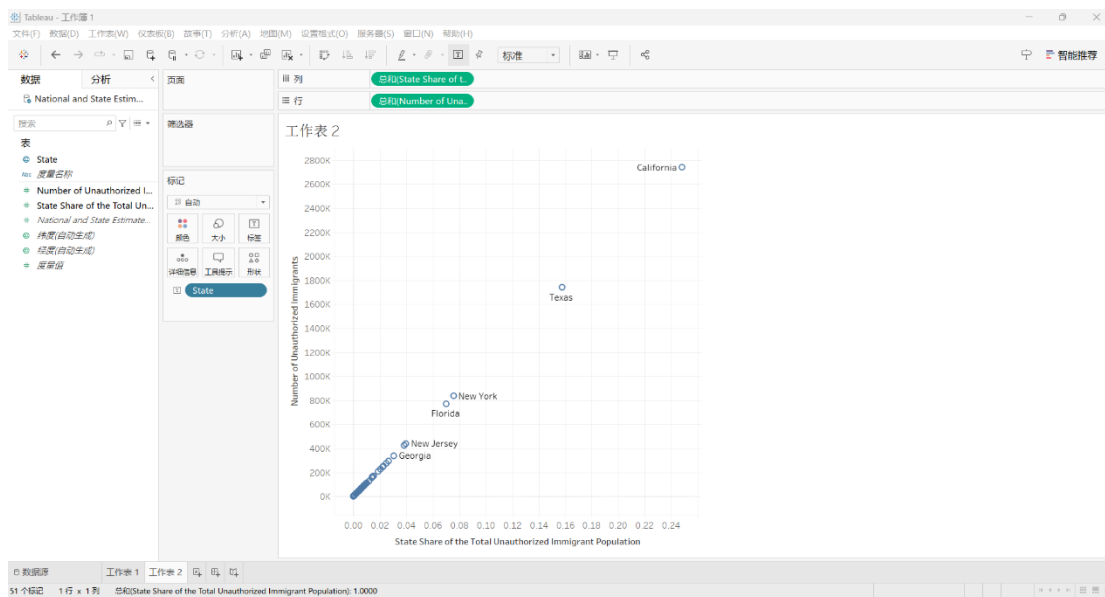 Tableau - 工作簿 1
文件(F) 数据(D) 工作表(W) 仪表板(B) 故事(T) 分析(A) 地图(M) 设置格式(O) 服务器(S) 窗口(N) 帮助(H)
标准
智能推荐
数据 分析
National and State Estim...
搜索
表
State
Abc 度量名称
Number of Unauthorized I...
State Share of the Total Un...
National and State Estimate...
纬度(自动生成)
经度(自动生成)
度量值
页面
筛选器
标记
自动
颜色 大小 标签
详细信息 工具提示 形状
State
列 总和(State Share of t..
行 总和(Number of Una..
工作表 2
Number of Unauthorized Immigrants
2800K
2600K
2400K
2200K
2000K
1800K
1600K
1400K
1200K
1000K
800K
600K
400K
200K
0K
California
Texas
New York
Florida
New Jersey
Georgia
0.00 0.02 0.04 0.06 0.08 0.10 0.12 0.14 0.16 0.18 0.20 0.22 0.24
State Share of the Total Unauthorized Immigrant Population
数据源 工作表 1 工作表 2
51 个标记 1 行 x 1 列 总和(State Share of the Total Unauthorized Immigrant Population): 1.0000